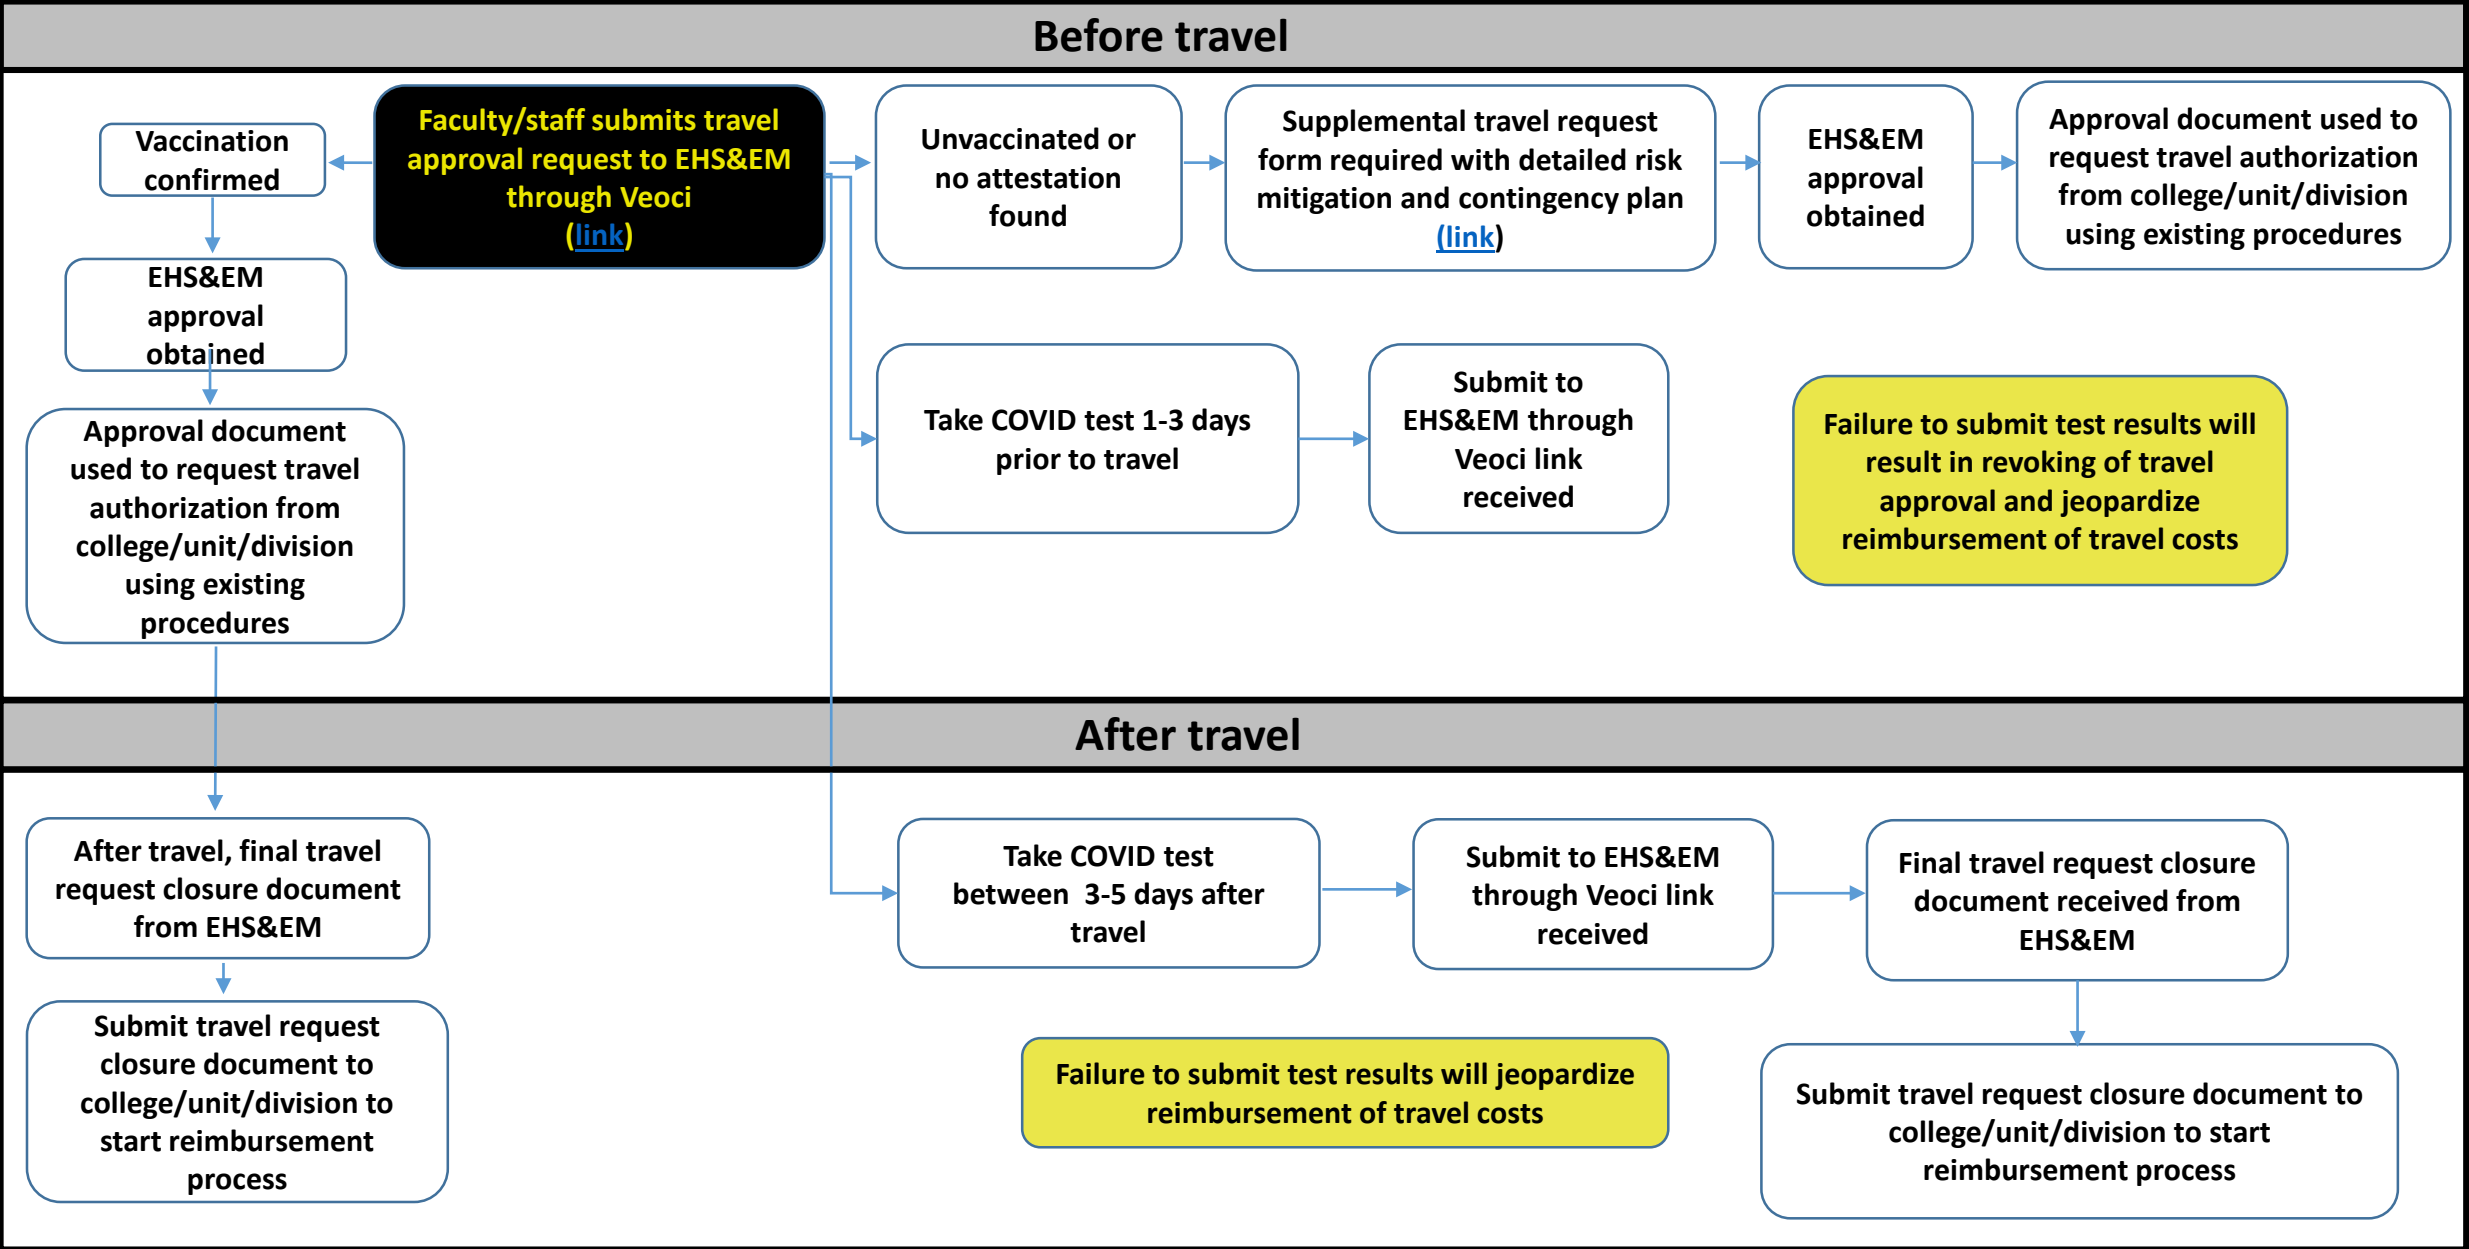 Before travel
Vaccination
confirmed
EHS&EM
approval
obtained
Approval document
used to request travel
authorization from
college/unit/division
using existing
procedures
Faculty/staff submits travel
approval request to EHS&EM
through Veoci
(link)
Unvaccinated or
no attestation
found
Supplemental travel request
form required with detailed risk
mitigation and contingency plan
(link)
EHS&EM
approval
obtained
Approval document used to
request travel authorization
from college/unit/division
using existing procedures
Take COVID test 1-3 days
prior to travel
Submit to
EHS&EM through
Veoci link
received
Failure to submit test results will
result in revoking of travel
approval and jeopardize
reimbursement of travel costs
After travel
After travel, final travel
request closure document
from EHS&EM
Submit travel request
closure document to
college/unit/division to
start reimbursement
process
Take COVID test
between 3-5 days after
travel
Submit to EHS&EM
through Veoci link
received
Final travel request closure
document received from
EHS&EM
Failure to submit test results will jeopardize
reimbursement of travel costs
Submit travel request closure document to
college/unit/division to start
reimbursement process